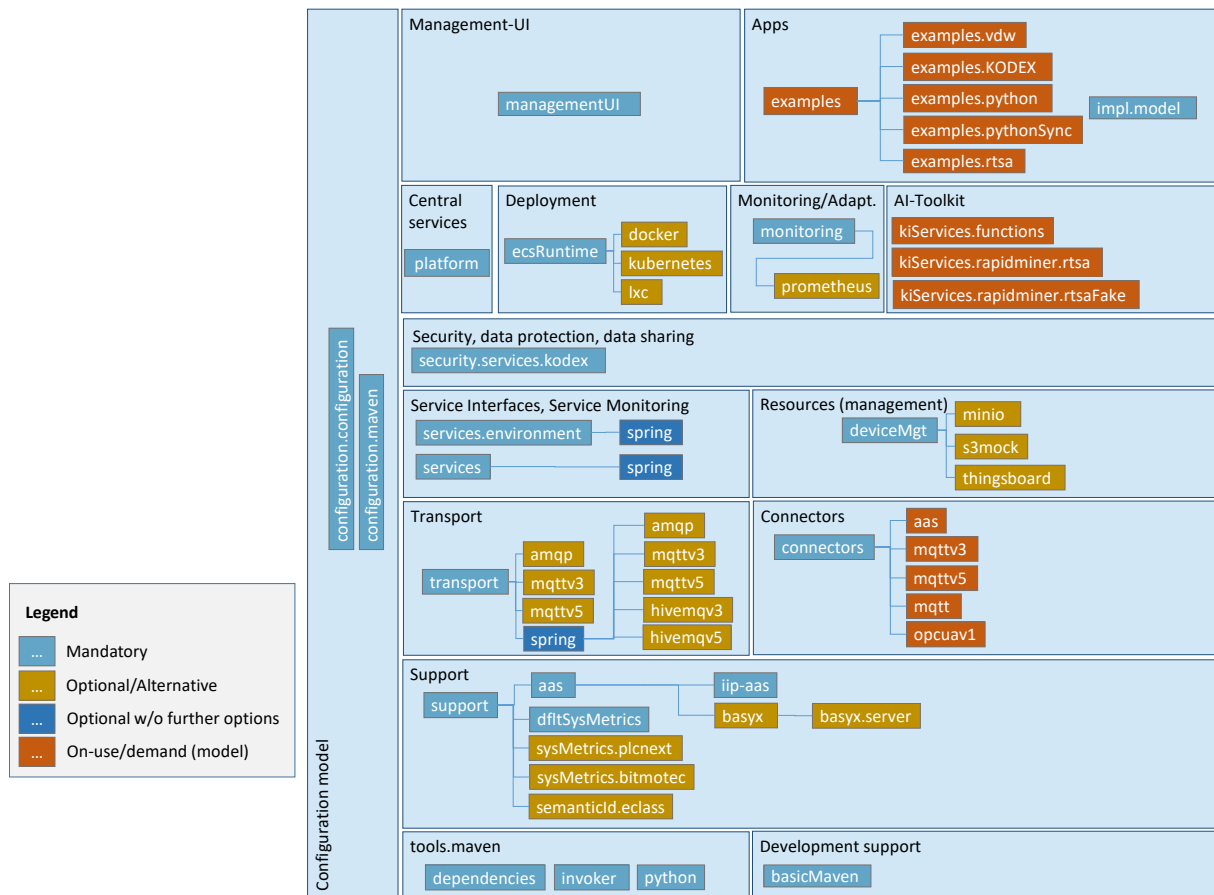 Management-UI
managementUI
Apps
examples
examples.vdw
examples.KODEX
examples.python
examples.pythonSync
examples.rtsa
impl.model
Central
services
platform
Deployment
ecsRuntime
docker
kubernetes
lxc
Monitoring/Adapt.
monitoring
prometheus
AI-Toolkit
kiServices.functions
kiServices.rapidminer.rtsa
kiServices.rapidminer.rtsaFake
configuration.configuration
configuration.maven
Configuration model
Security, data protection, data sharing
security.services.kodex
Service Interfaces, Service Monitoring
services.environment
spring
services
spring
Resources (management)
deviceMgt
minio
s3mock
thingsboard
Transport
transport
amqp
mqttv3
mqttv5
spring
amqp
mqttv3
mqttv5
hivemqv3
hivemqv5
Connectors
connectors
aas
mqttv3
mqttv5
mqtt
opcuav1
Support
support
aas
iip-aas
basyx
basyx.server
dfltSysMetrics
sysMetrics.plcnext
sysMetrics.bitmotec
semanticId.eclass
tools.maven
dependencies
invoker
python
Development support
basicMaven
Legend
... Mandatory
... Optional/Alternative
... Optional w/o further options
... On-use/demand (model)